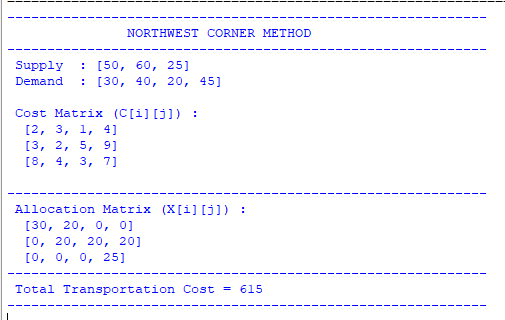 NORTHWEST CORNER METHOD
Supply  : [50, 60, 25]
Demand  : [30, 40, 20, 45]
Cost Matrix (C[i][j]) :
[2, 3, 1, 4]
[3, 2, 5, 9]
[8, 4, 3, 7]
Allocation Matrix (X[i][j]) :
[30, 20, 0, 0]
[0, 20, 20, 20]
[0, 0, 0, 25]
Total Transportation Cost = 615